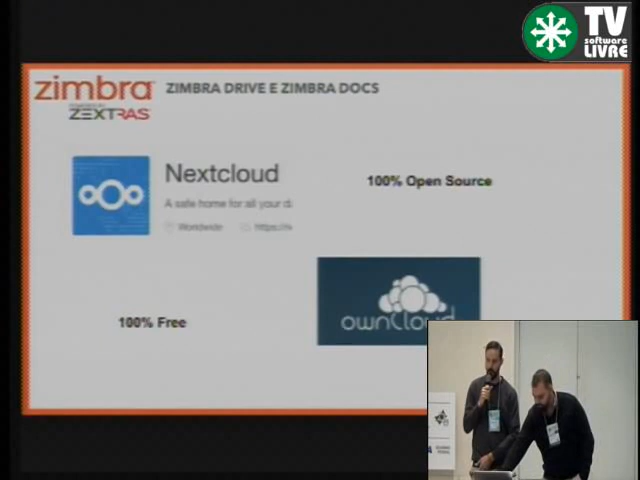 TV
software
LIVRE
zimbra
ZIMBRA DRIVE E ZIMBRA DOCS
ZEXTRAS
Nextcloud
100% Open Source
A safe home for all your d
Worldwide
https://
100% Free
ownCloud